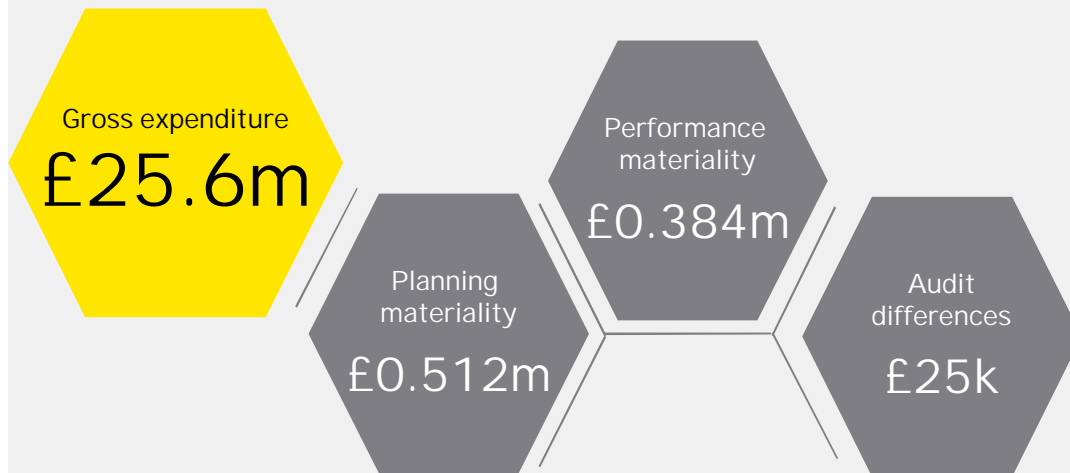 Gross expenditure
£25.6m
Planning
materiality
£0.512m
Performance
materiality
£0.384m
Audit
differences
£25k